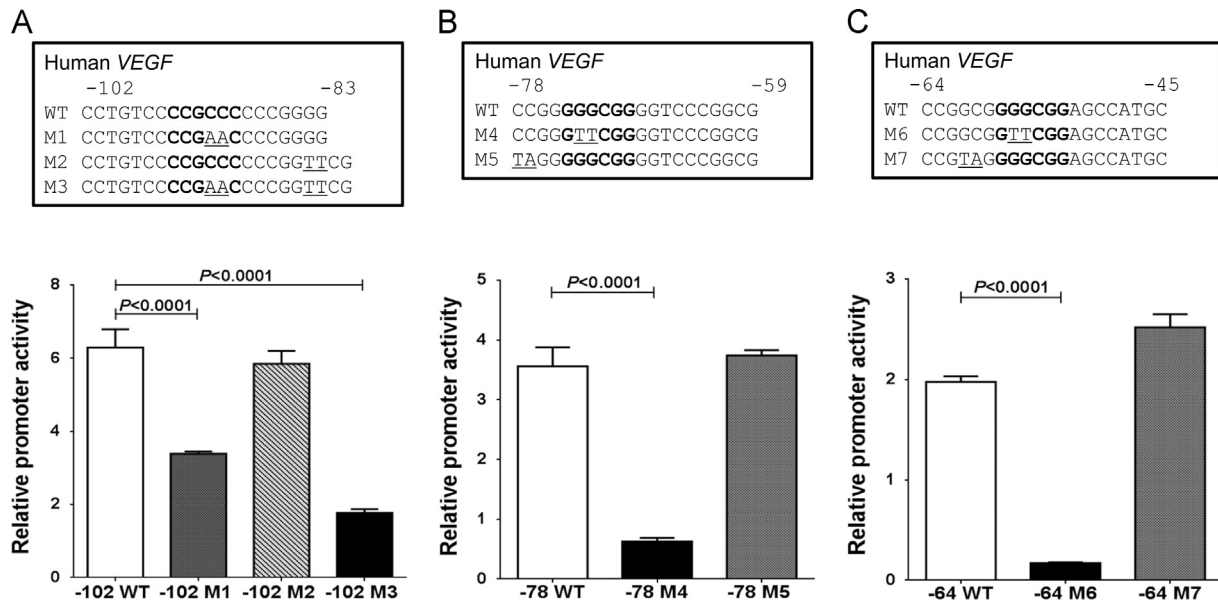 A
Human VEGF
-102 -83
WT CCTGTCCCCGCCCCCCGGGG
M1 CCTGTCCCCGAACCCCGGGG
M2 CCTGTCCCCGCCCCCCGGTTCG
M3 CCTGTCCCCGAACCCCGGTTCG
8
6
4
2
0
Relative promoter activity
P<0.0001
P<0.0001
-102 WT -102 M1 -102 M2 -102 M3
B
Human VEGF
-78 -59
WT CCGGGGGCGGGGTCCCGGCG
M4 CCGGGTTCGGGGTCCCGGCG
M5 TAGGGGGCGGGGTCCCGGCG
5
4
3
2
1
0
Relative promoter activity
P<0.0001
-78 WT -78 M4 -78 M5
C
Human VEGF
-64 -45
WT CCGGCGGGGCGGAGCCATGC
M6 CCGGCGGTTCGGAGCCATGC
M7 CCGTAGGGGCGGAGCCATGC
3
2
1
0
Relative promoter activity
P<0.0001
-64 WT -64 M6 -64 M7